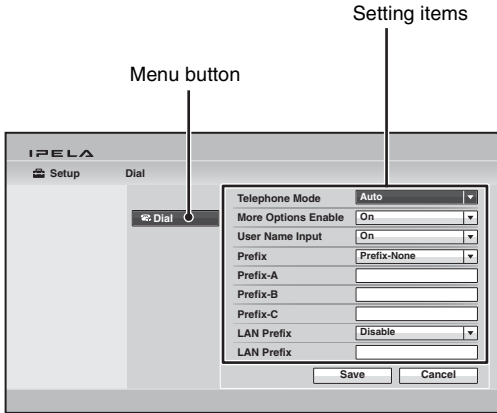 Setting items
Menu button
IPELA
Setup Dial
Telephone Mode Auto
Dial
More Options Enable On
User Name Input On
Prefix Prefix-None
Prefix-A
Prefix-B
Prefix-C
LAN Prefix Disable
LAN Prefix
Save Cancel